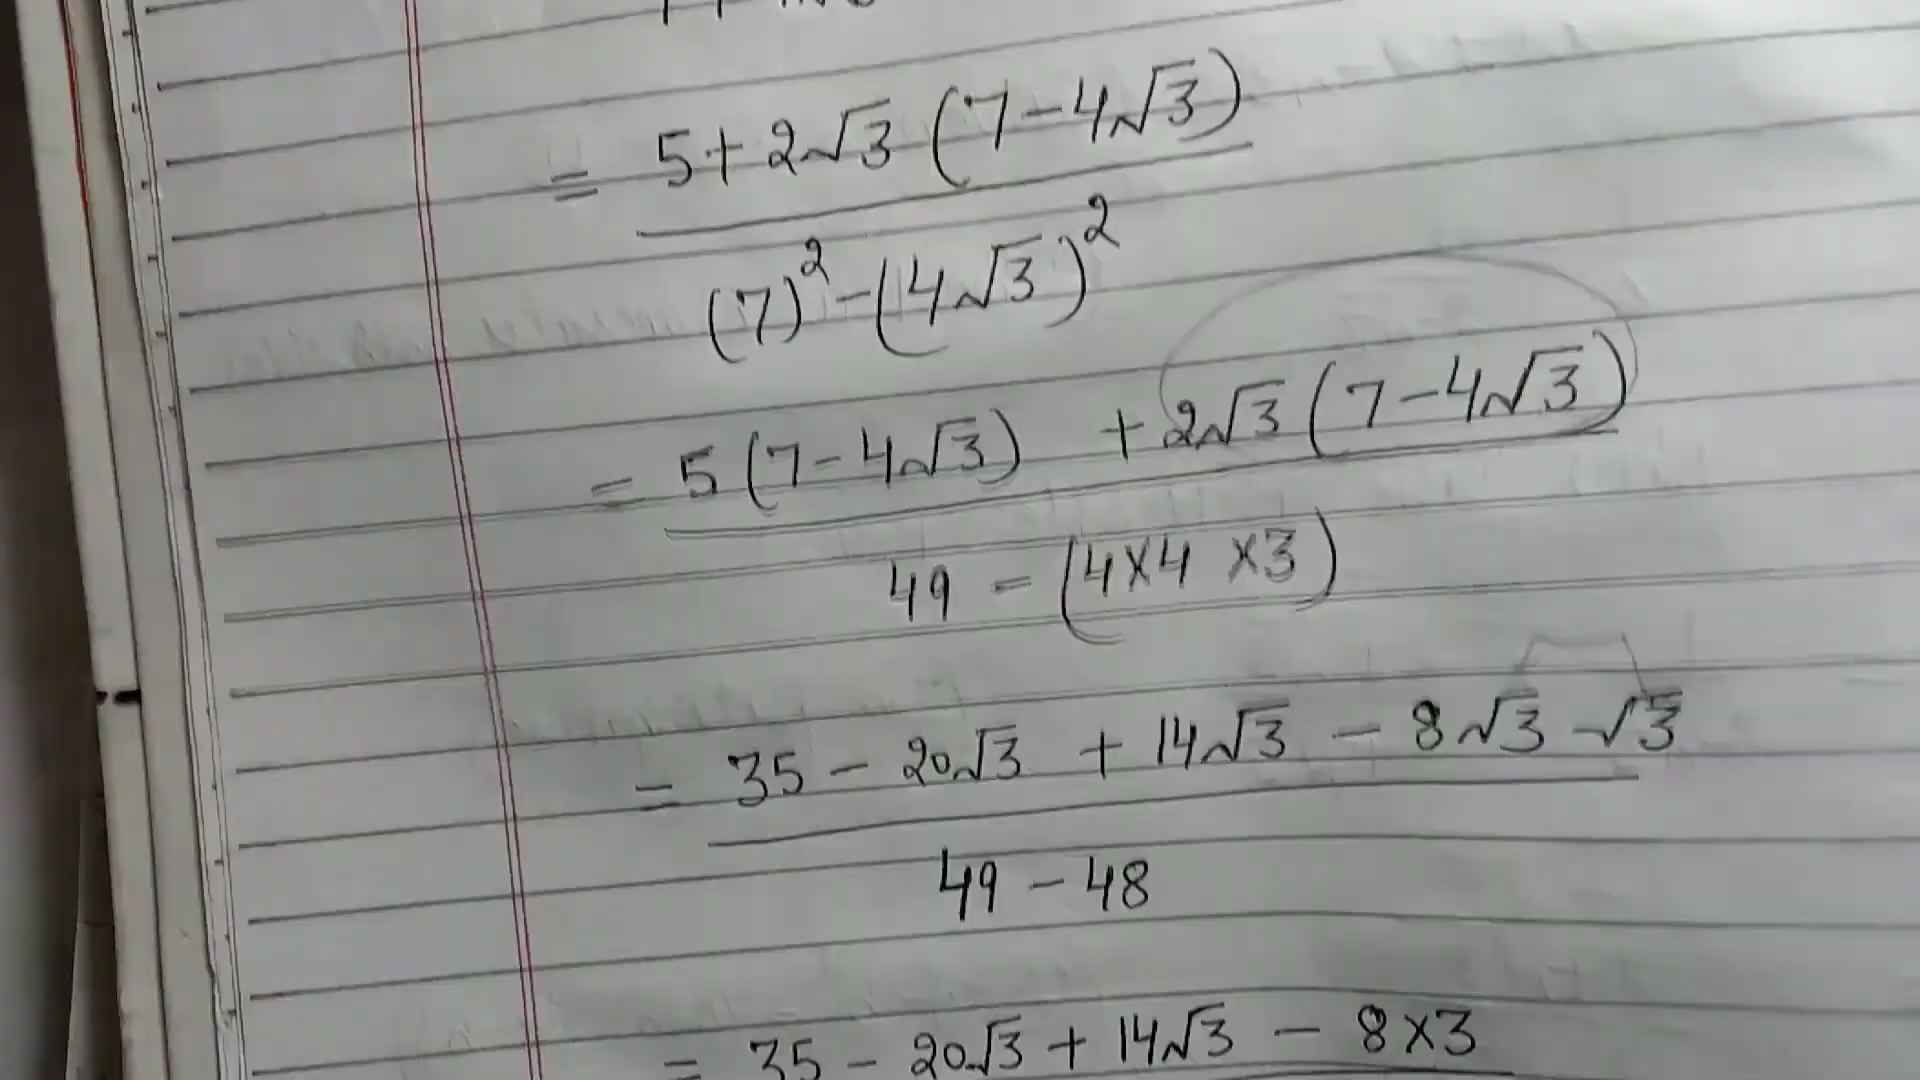 = 5+2√3(7-4√3)
(7)²-(4√3)²
= 5(7-4√3) +2√3(7-4√3)
49 - (4×4 ×3)
= 35 - 20√3 + 14√3 - 8√3 -√3
49 - 48
= 35 - 20√3 + 14√3 - 8×3